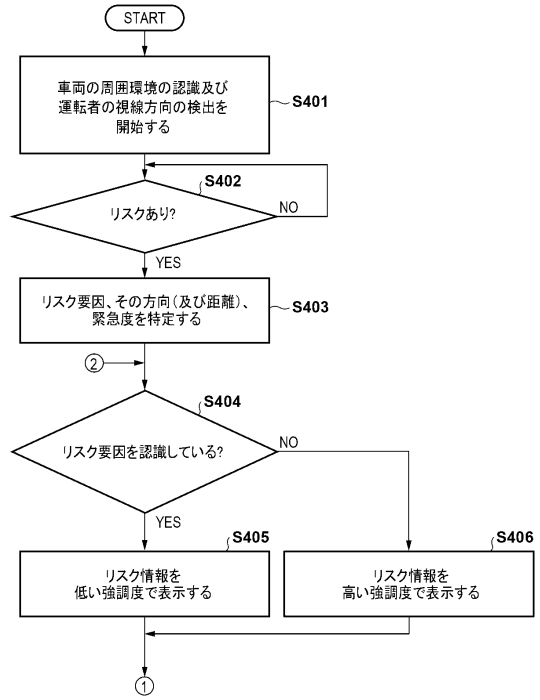 START
車両の周囲環境の認識及び
運転者の視線方向の検出を
開始する
S401
S402
リスクあり?
NO
YES
リスク要因、その方向(及び距離)、
緊急度を特定する
S403
②
S404
リスク要因を認識している?
NO
YES
S405
リスク情報を
低い強調度で表示する
S406
リスク情報を
高い強調度で表示する
①